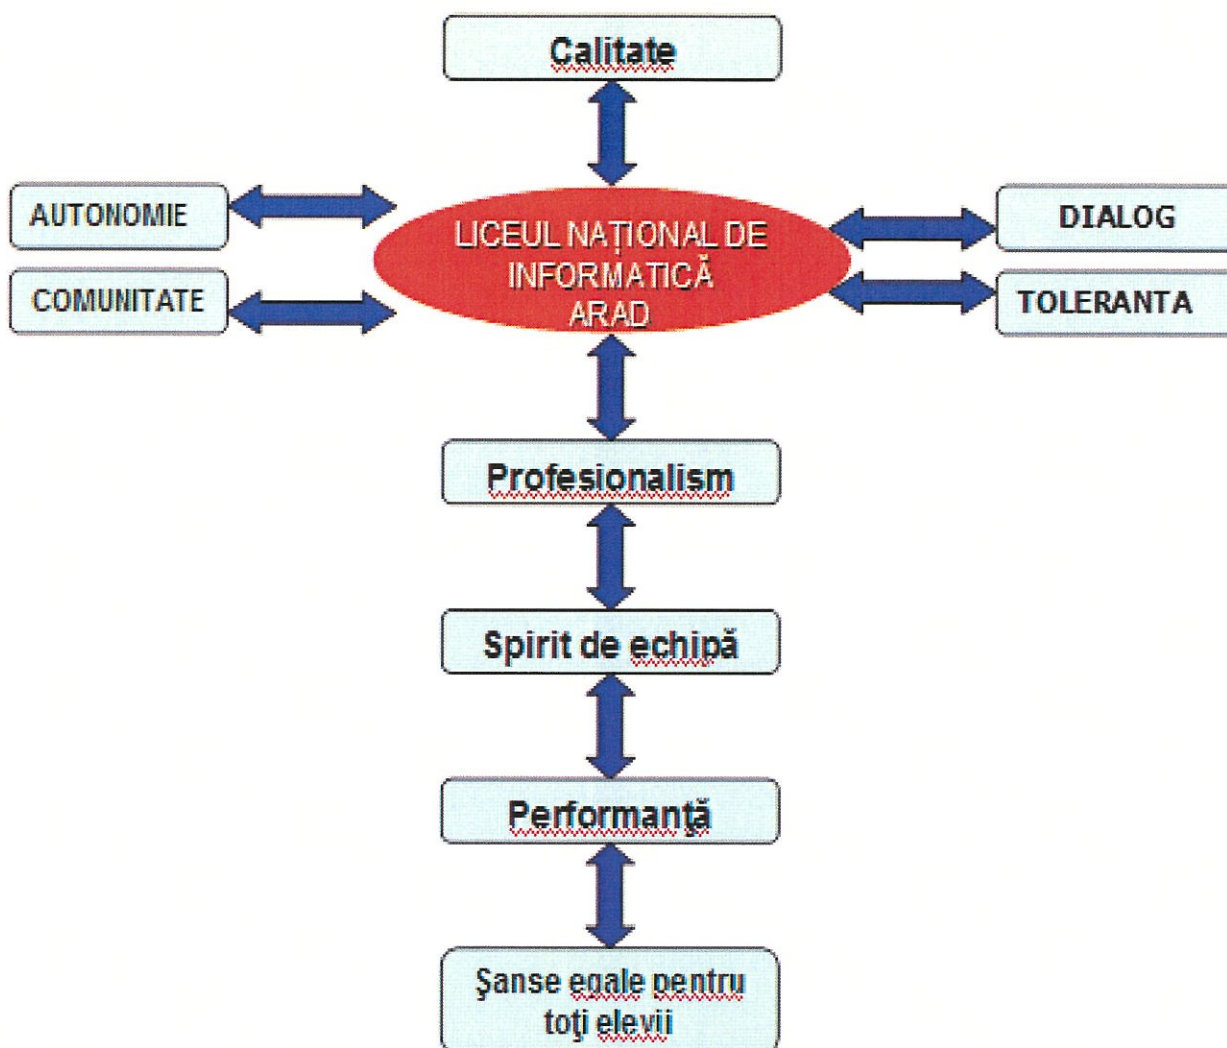 Calitate
AUTONOMIE
COMUNITATE
LICEUL NAȚIONAL DE
INFORMATICĂ
ARAD
DIALOG
TOLERANTA
Profesionalism
Spirit de echipă
Performanţă
Şanse egale pentru
toţi elevii